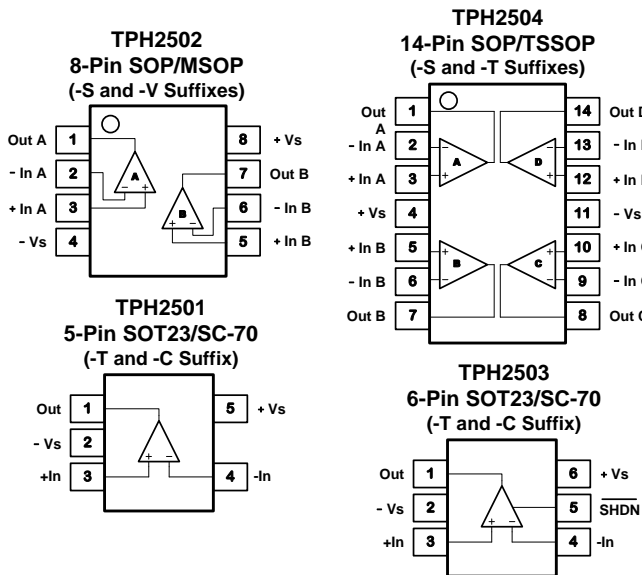 TPH2502
8-Pin SOP/MSOP
(-S and -V Suffixes)
Out A 1 8 + Vs
- In A 2 7 Out B
+ In A 3 6 - In B
- Vs 4 5 + In B
A
- +
B
+ -
TPH2504
14-Pin SOP/TSSOP
(-S and -T Suffixes)
Out A 1 14 Out
- In A 2 13 - In
+ In A 3 12 + In
+ Vs 4 11 - Vs
+ In B 5 10 + In
- In B 6 9 - In
Out B 7 8 Out
- A D -
+ +
+ B C +
- -
TPH2501
5-Pin SOT23/SC-70
(-T and -C Suffix)
Out 1 5 + Vs
- Vs 2
+In 3 4 -In
+ -
TPH2503
6-Pin SOT23/SC-70
(-T and -C Suffix)
Out 1 6 + Vs
- Vs 2 5 SHDN
+In 3 4 -In
+ -